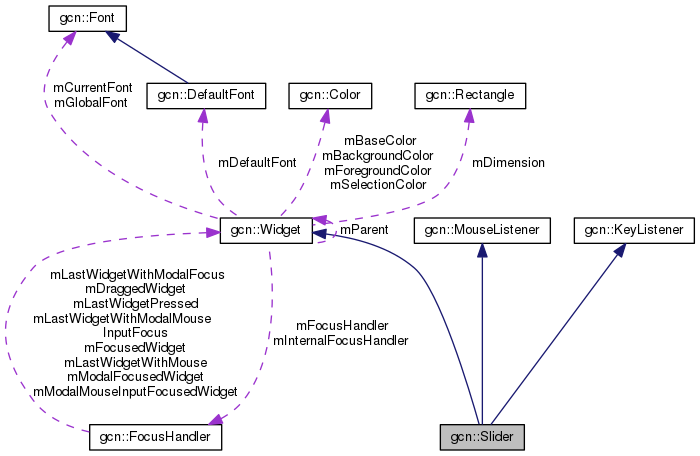 gcn::Font
mCurrentFont
mGlobalFont
gcn::DefaultFont
gcn::Color
gcn::Rectangle
mDefaultFont
mBaseColor
mBackgroundColor
mForegroundColor
mSelectionColor
mDimension
gcn::Widget
mParent
gcn::MouseListener
gcn::KeyListener
mLastWidgetWithModalFocus
mDraggedWidget
mLastWidgetPressed
mLastWidgetWithModalMouse
InputFocus
mFocusedWidget
mLastWidgetWithMouse
mModalFocusedWidget
mModalMouseInputFocusedWidget
mFocusHandler
mInternalFocusHandler
gcn::FocusHandler
gcn::Slider